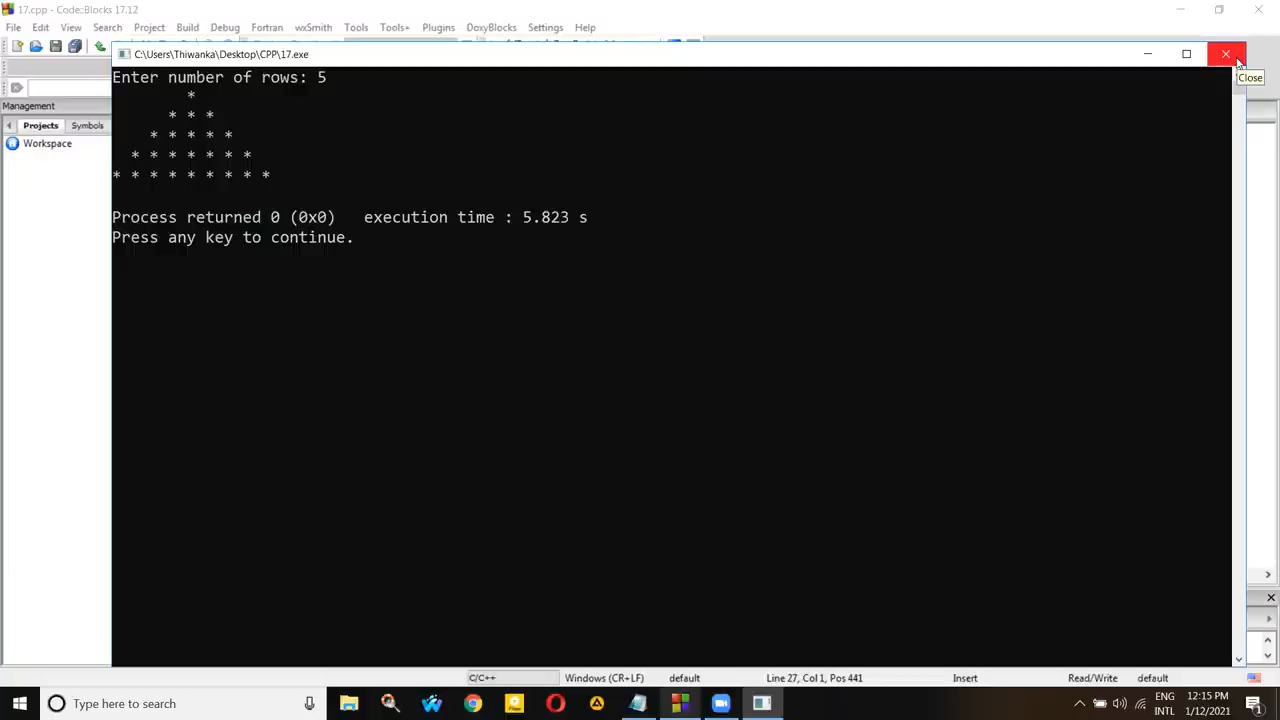 17.cpp - Code::Blocks 17.12
File Edit View Search Project Build Debug Fortran wxSmith Tools Tools+ Plugins DoxyBlocks Settings Help
C:\Users\Thiwanka\Desktop\CPP\17.exe
Close
Enter number of rows: 5
*
* * *
* * * * *
* * * * * * *
* * * * * * * * *
Process returned 0 (0x0)   execution time : 5.823 s
Press any key to continue.
Management
Projects Symbols
Workspace
C/C++ Windows (CR+LF) default Line 27, Col 1, Pos 441 Insert Read/Write default
Type here to search
ENG
INTL
12:15 PM
1/12/2021